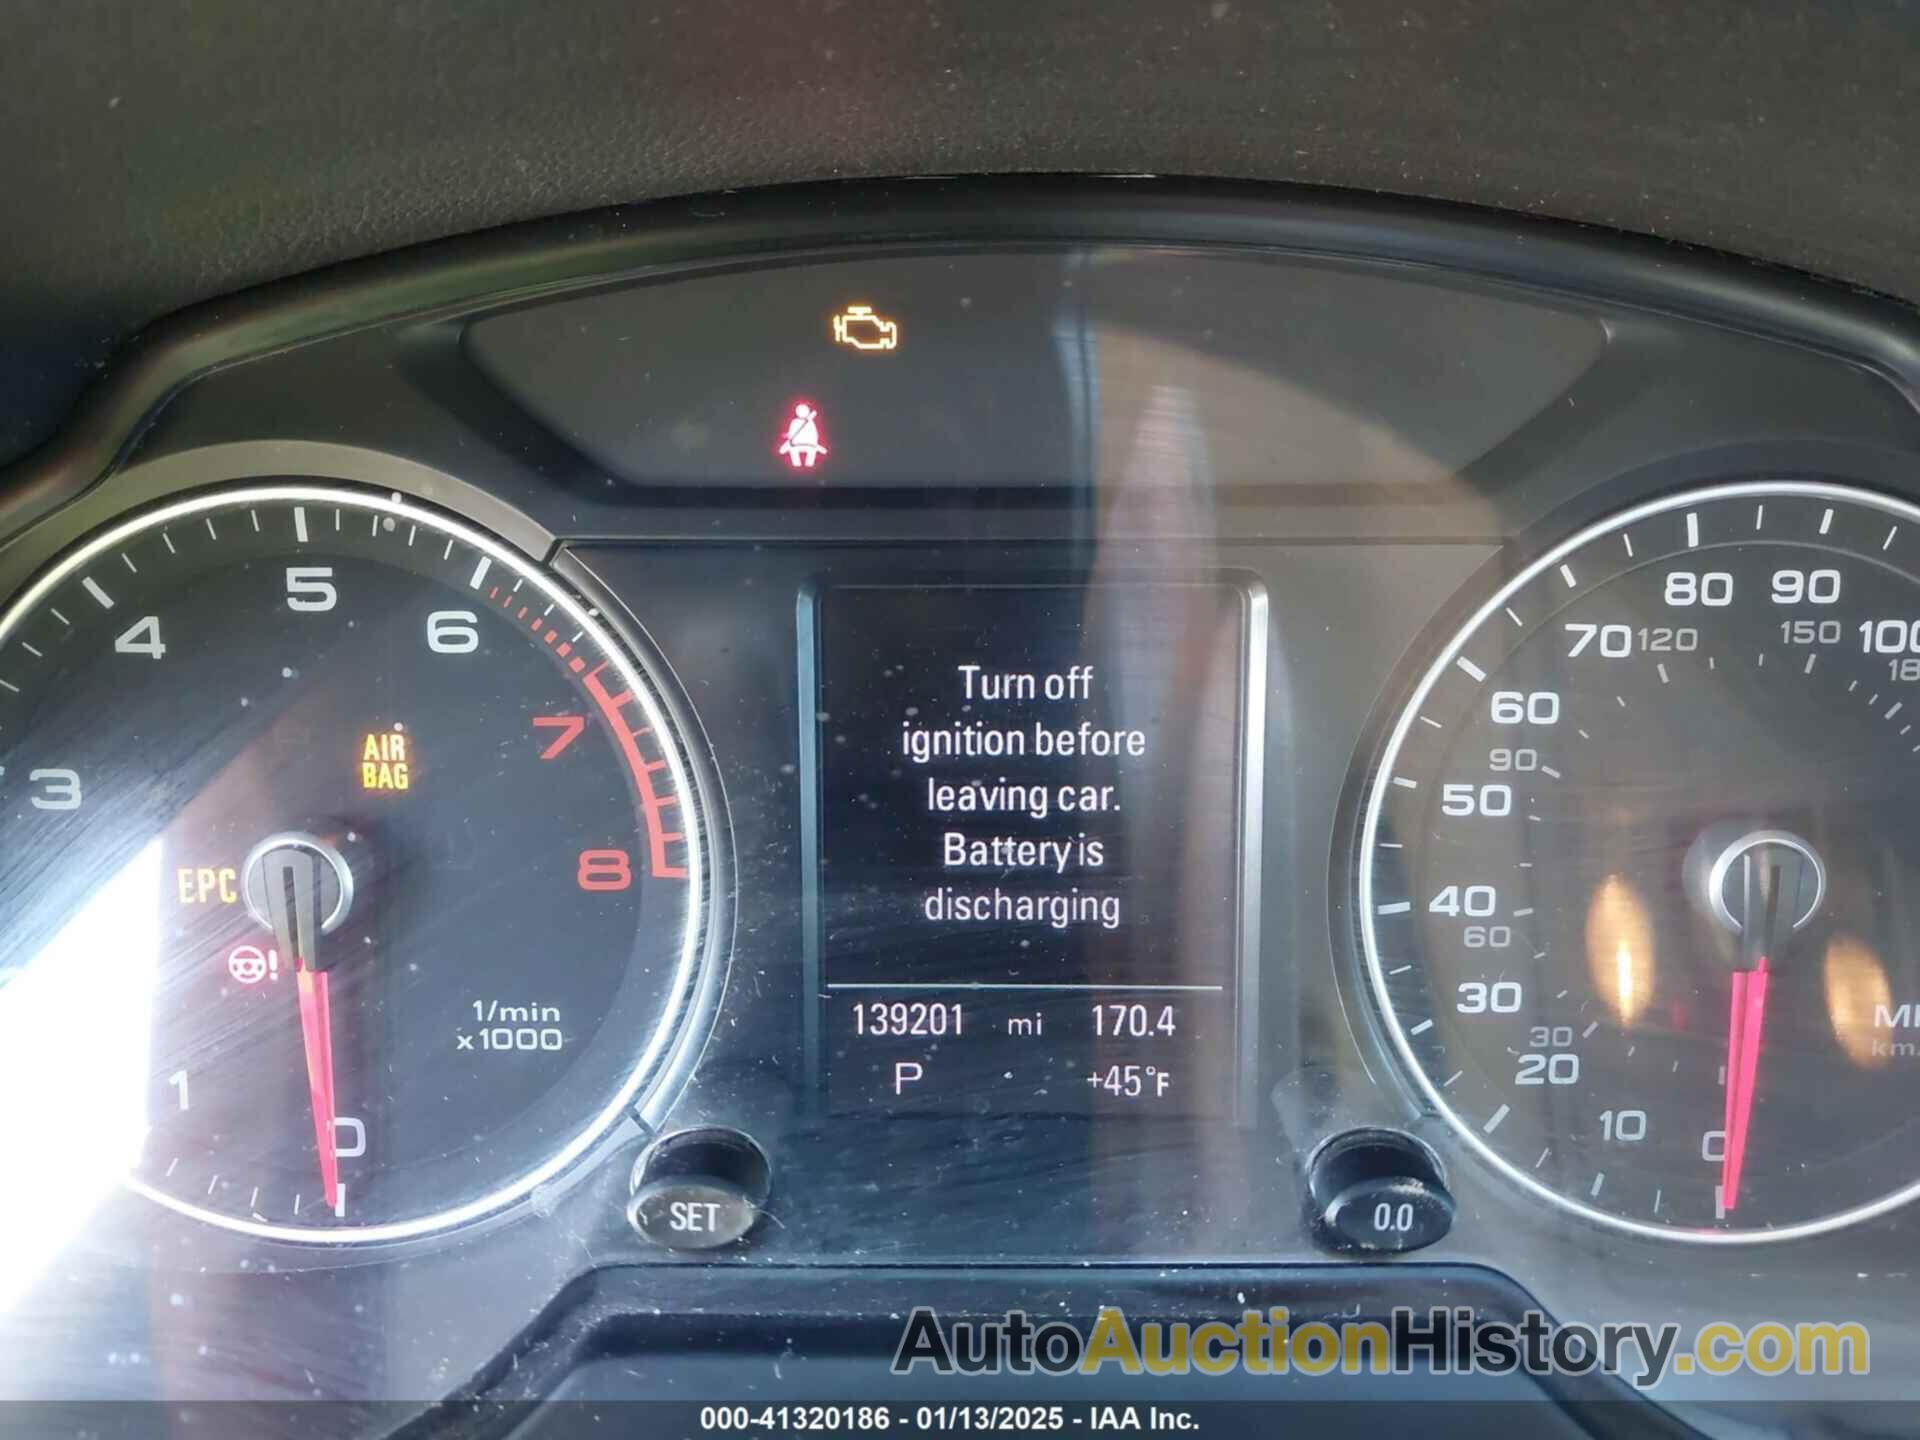 5
4
6
80
90
70
120
150
100
3
7
AIR
BAG
60
90
50
8
EPC
40
60
30
30
20
10
0
1
0
1/min
x1000
Turn off
ignition before
leaving car.
Battery is
discharging
139201 mi 170.4
P +45°F
SET
0.0
AutoAuctionHistory.com
000-41320186 - 01/13/2025 - IAA Inc.